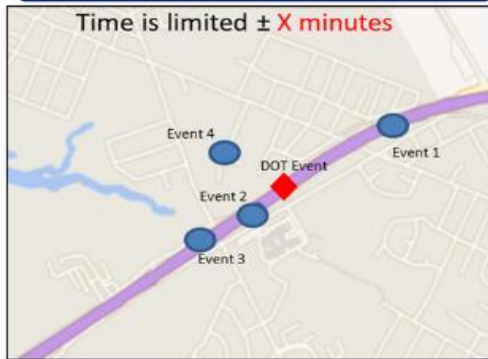 Time is limited ± X minutes
Event 4
Event 1
DOT Event
Event 2
Event 3